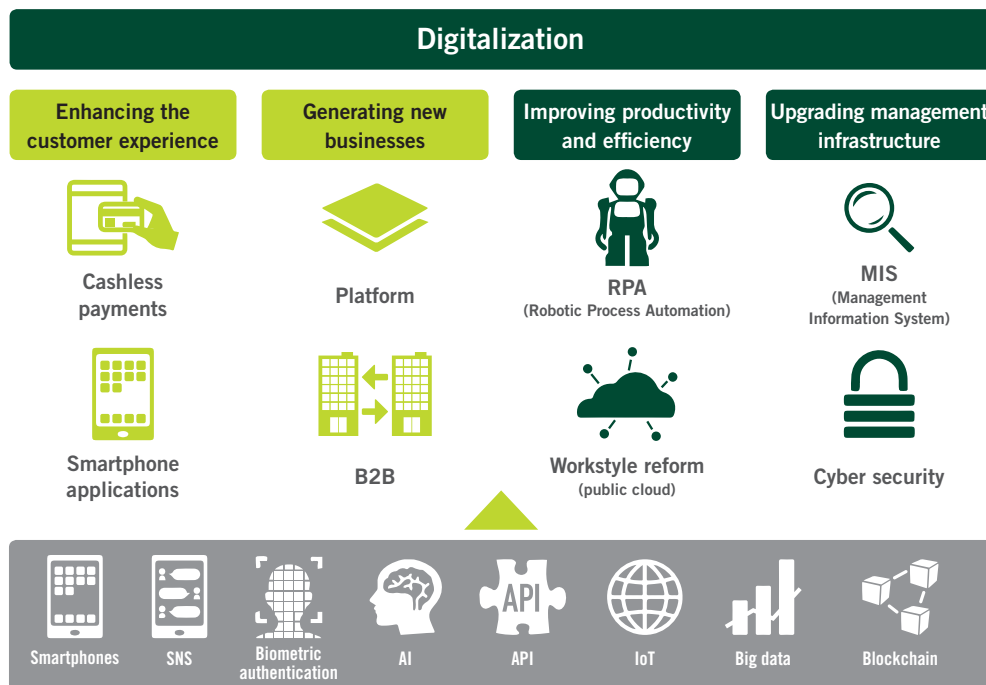 Digitalization
Enhancing the
customer experience
Generating new
businesses
Improving productivity
and efficiency
Upgrading management
infrastructure
Cashless
payments
Platform
RPA
(Robotic Process Automation)
MIS
(Management
Information System)
Smartphone
applications
B2B
Workstyle reform
(public cloud)
Cyber security
API
Smartphones
SNS
Biometric
authentication
AI
API
IoT
Big data
Blockchain